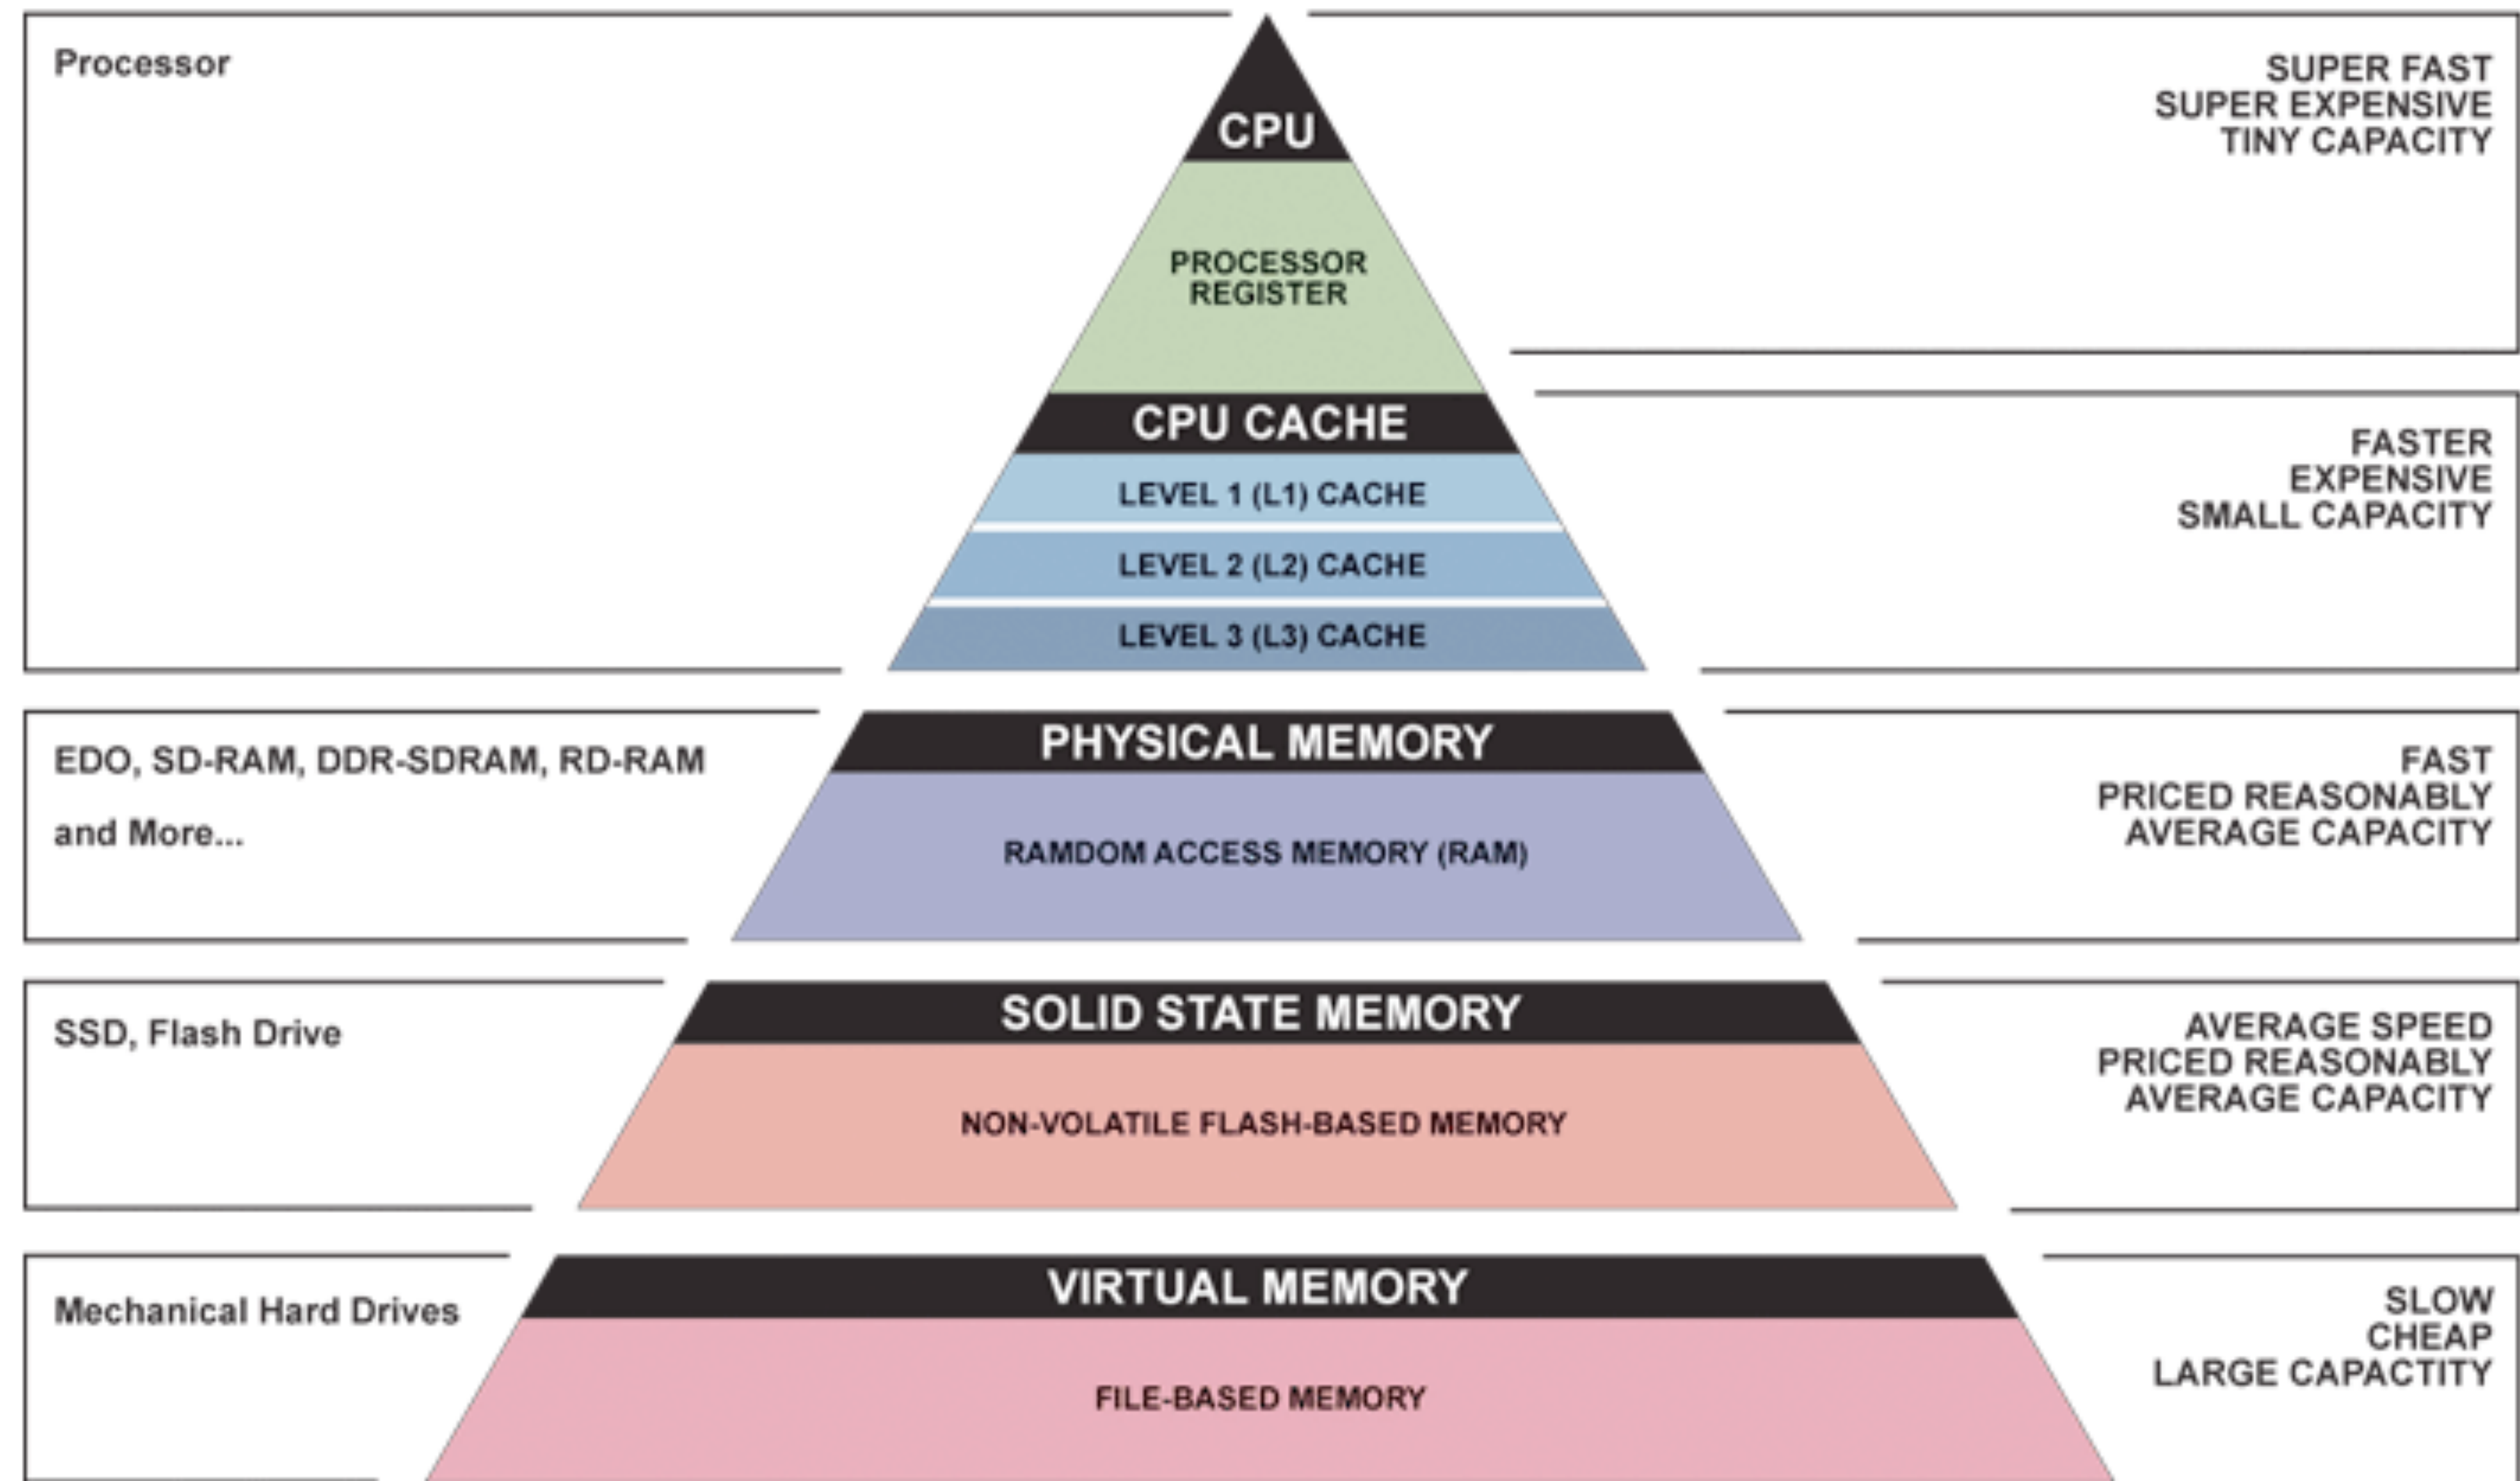 Processor
CPU
SUPER FAST
SUPER EXPENSIVE
TINY CAPACITY
PROCESSOR
REGISTER
CPU CACHE
LEVEL 1 (L1) CACHE
LEVEL 2 (L2) CACHE
LEVEL 3 (L3) CACHE
FASTER
EXPENSIVE
SMALL CAPACITY
EDO, SD-RAM, DDR-SDRAM, RD-RAM
and More...
PHYSICAL MEMORY
RAMDOM ACCESS MEMORY (RAM)
FAST
PRICED REASONABLY
AVERAGE CAPACITY
SSD, Flash Drive
SOLID STATE MEMORY
NON-VOLATILE FLASH-BASED MEMORY
AVERAGE SPEED
PRICED REASONABLY
AVERAGE CAPACITY
Mechanical Hard Drives
VIRTUAL MEMORY
FILE-BASED MEMORY
SLOW
CHEAP
LARGE CAPACTITY